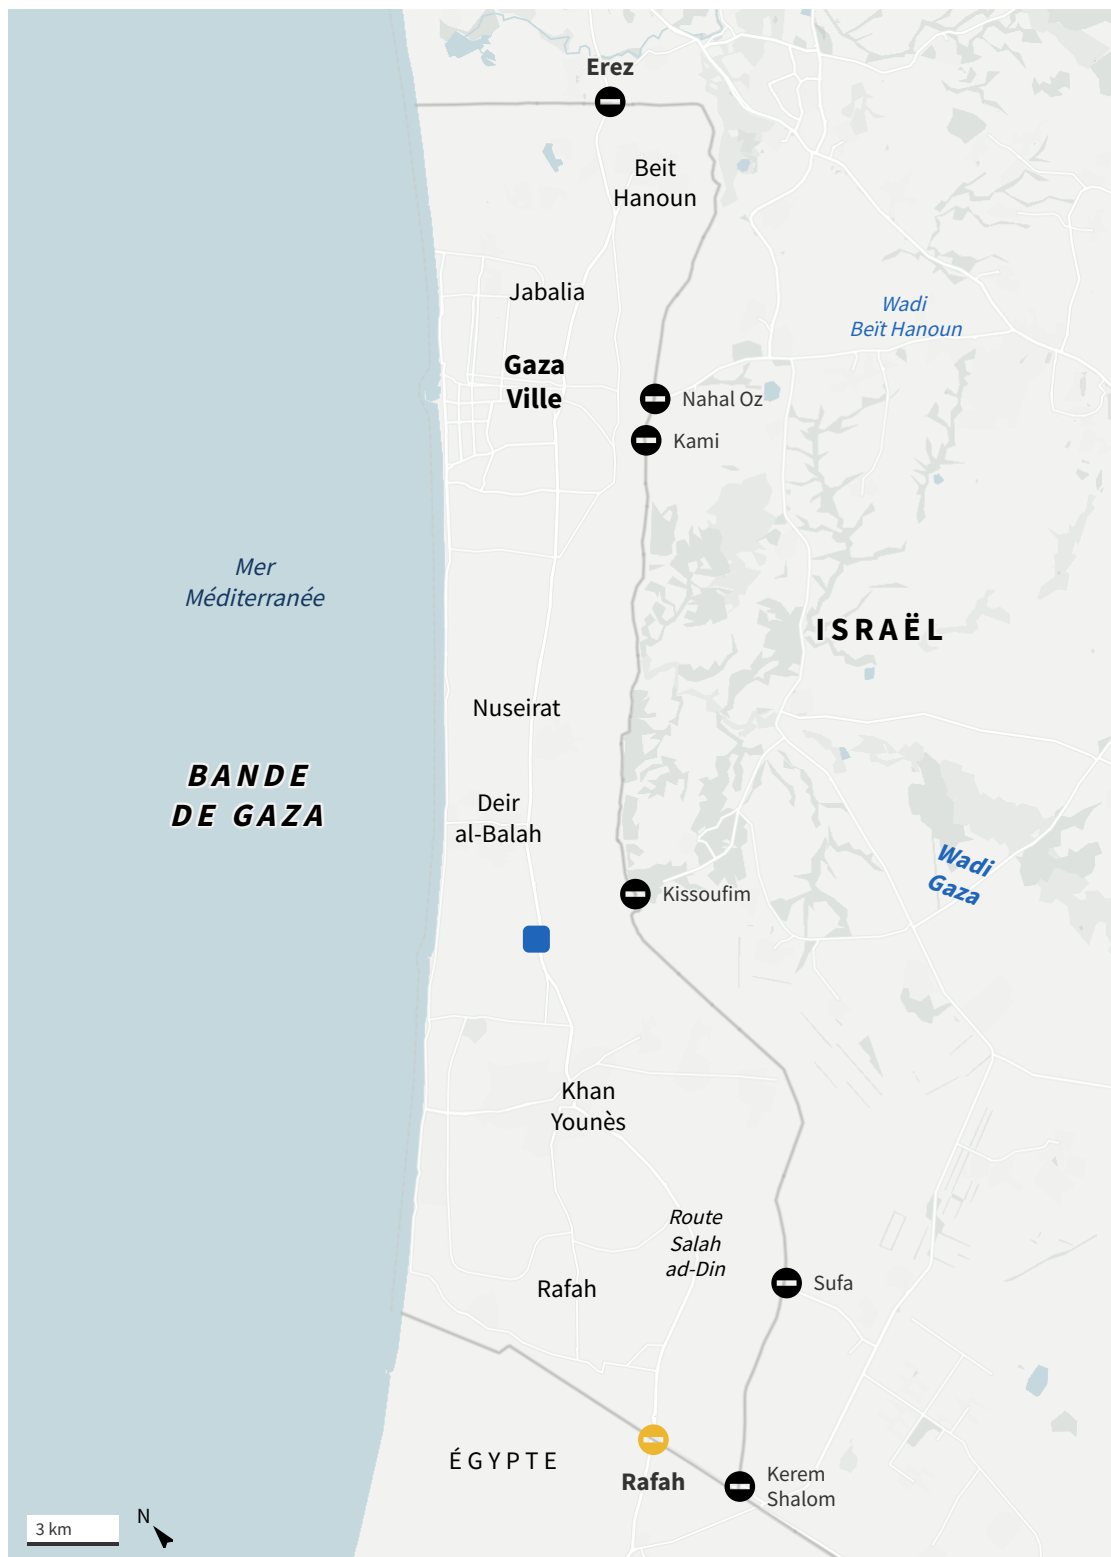 Erez
Beit
Hanoun
Jabalia
Wadi
Beït Hanoun
Gaza
Ville
Nahal Oz
Kami
Mer
Méditerranée
ISRAËL
Nuseirat
BANDE
DE GAZA
Deir
al-Balah
Wadi
Gaza
Kissoufim
Khan
Younès
Route
Salah
ad-Din
Rafah
Sufa
ÉGYPTE
Rafah
Kerem
Shalom
N
3 km